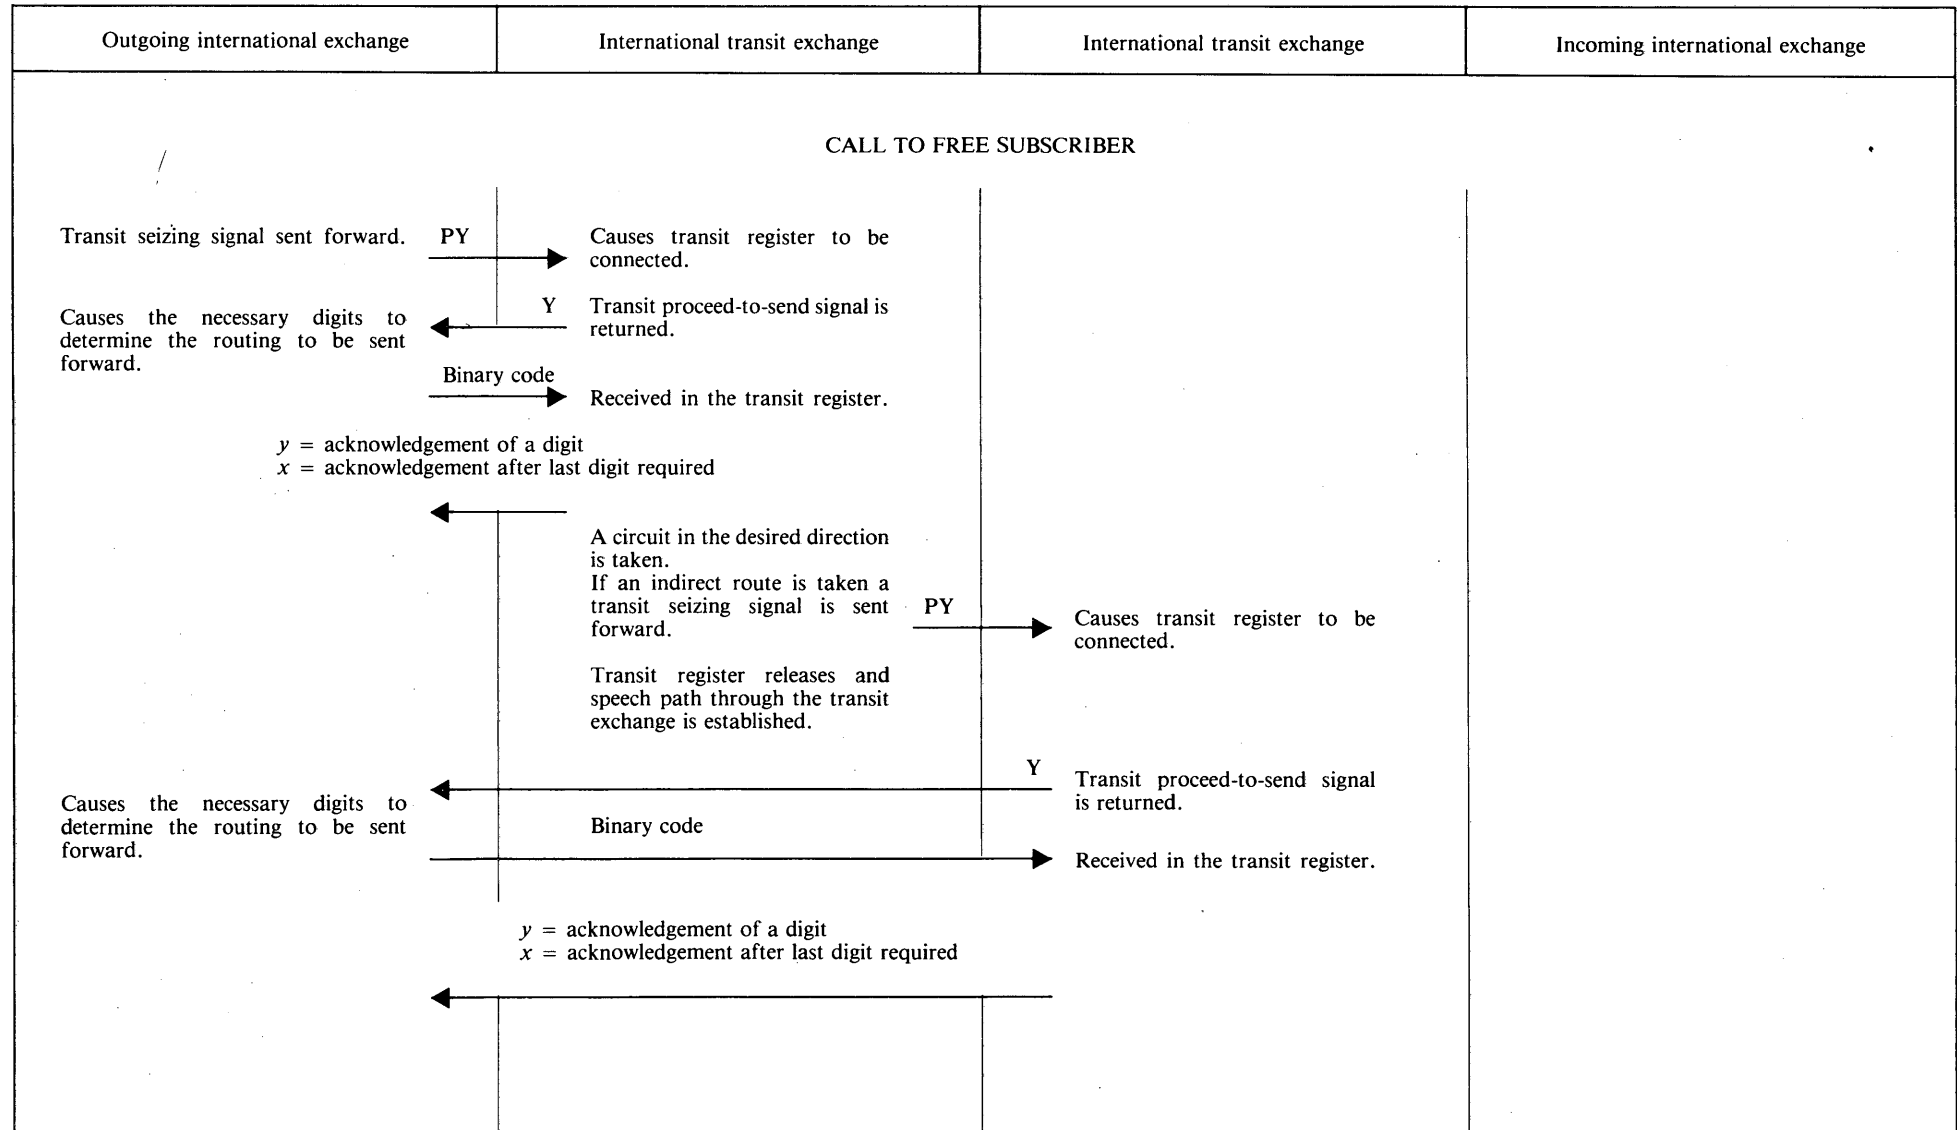 Outgoing international exchange
International transit exchange
International transit exchange
Incoming international exchange
CALL TO FREE SUBSCRIBER
Transit seizing signal sent forward.
PY
Causes transit register to be
connected.
Y
Transit proceed-to-send signal is
returned.
Causes the necessary digits to
determine the routing to be sent
forward.
Binary code
Received in the transit register.
y = acknowledgement of a digit
x = acknowledgement after last digit required
A circuit in the desired direction
is taken.
If an indirect route is taken a
transit seizing signal is sent
forward.
PY
Causes transit register to be
connected.
Transit register releases and
speech path through the transit
exchange is established.
Y
Transit proceed-to-send signal
is returned.
Causes the necessary digits to
determine the routing to be sent
forward.
Binary code
Received in the transit register.
y = acknowledgement of a digit
x = acknowledgement after last digit required